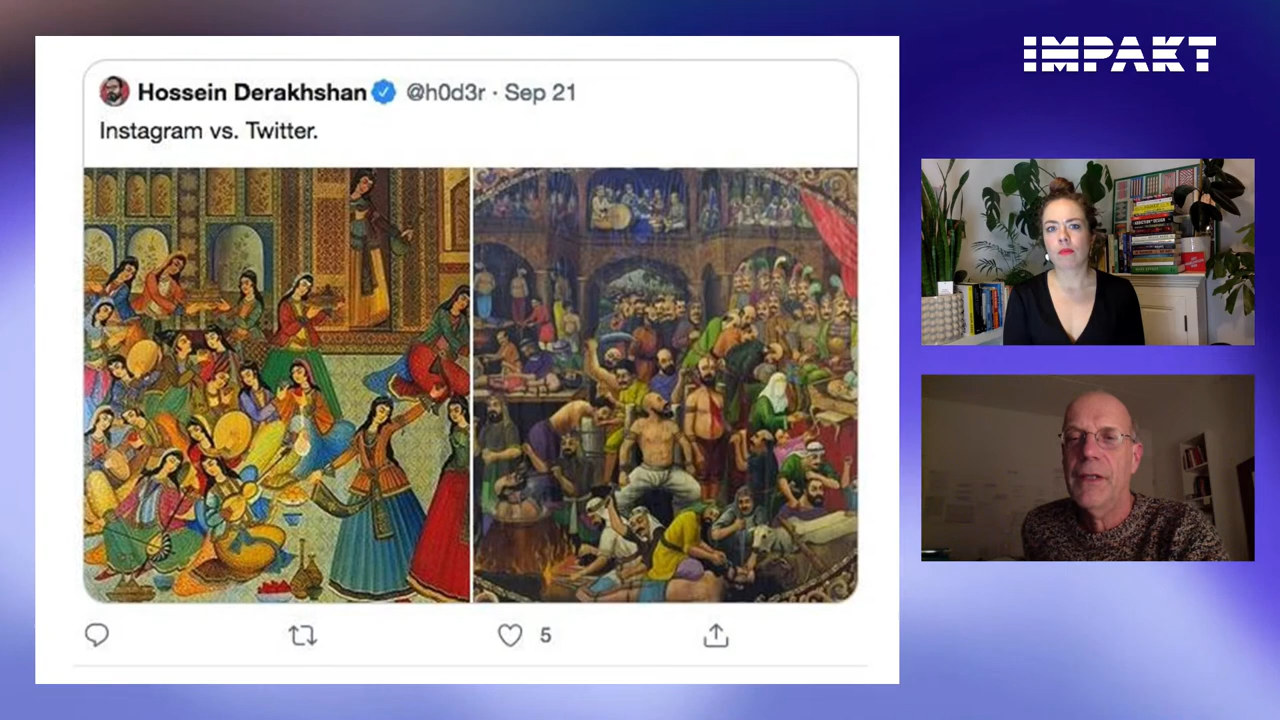 IMPAKT
Hossein Derakhshan @h0d3r · Sep 21
Instagram vs. Twitter.
5